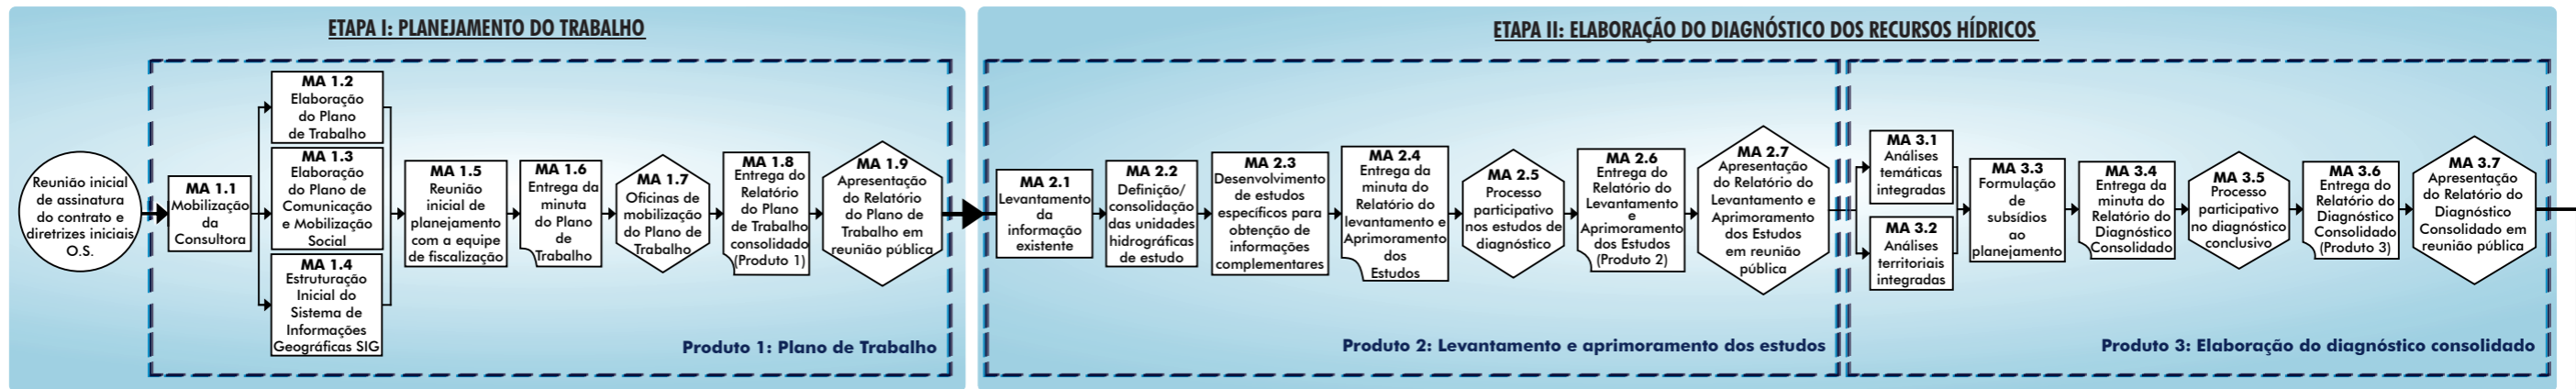 ETAPA I: PLANEJAMENTO DO TRABALHO
Reunião inicial
de assinatura
do contrato e
diretrizes iniciais
O.S.
MA 1.1
Mobilização
da
Consultora
MA 1.2
Elaboração
do Plano
de Trabalho
MA 1.3
Elaboração
do Plano de
Comunicação
e Mobilização
Social
MA 1.4
Estruturação
Inicial do
Sistema de
Informações
Geográficas SIG
MA 1.5
Reunião
inicial de
planejamento
com a equipe
de fiscalização
MA 1.6
Entrega da
minuta
do Plano
de
Trabalho
MA 1.7
Oficinas de
mobilização
do Plano de
Trabalho
MA 1.8
Entrega do
Relatório
do Plano
de Trabalho
consolidado
(Produto 1)
MA 1.9
Apresentação
do Relatório
do Plano de
Trabalho em
reunião pública
Produto 1: Plano de Trabalho
ETAPA II: ELABORAÇÃO DO DIAGNÓSTICO DOS RECURSOS HÍDRICOS
MA 2.1
Levantamento
da
informação
existente
MA 2.2
Definição/
consolidação
das unidades
hidrográficas
de estudo
MA 2.3
Desenvolvimento
de estudos
específicos para
obtenção de
informações
complementares
MA 2.4
Entrega da
minuta do
Relatório do
levantamento e
Aprimoramento
dos
Estudos
MA 2.5
Processo
participativo
nos estudos de
diagnóstico
MA 2.6
Entrega do
Relatório do
Levantamento
e
Aprimoramento
dos Estudos
(Produto 2)
MA 2.7
Apresentação
do Relatório do
Levantamento e
Aprimoramento
dos Estudos
em reunião
pública
Produto 2: Levantamento e aprimoramento dos estudos
MA 3.1
Análises
temáticas
integradas
MA 3.2
Análises
territoriais
integradas
MA 3.3
Formulação
de
subsídios
ao
planejamento
MA 3.4
Entrega da
minuta do
Relatório do
Diagnóstico
Consolidado
MA 3.5
Processo
participativo
no diagnóstico
conclusivo
MA 3.6
Entrega do
Relatório do
Diagnóstico
Consolidado
(Produto 3)
MA 3.7
Apresentação
do Relatório do
Diagnóstico
Consolidado em
reunião pública
Produto 3: Elaboração do diagnóstico consolidado